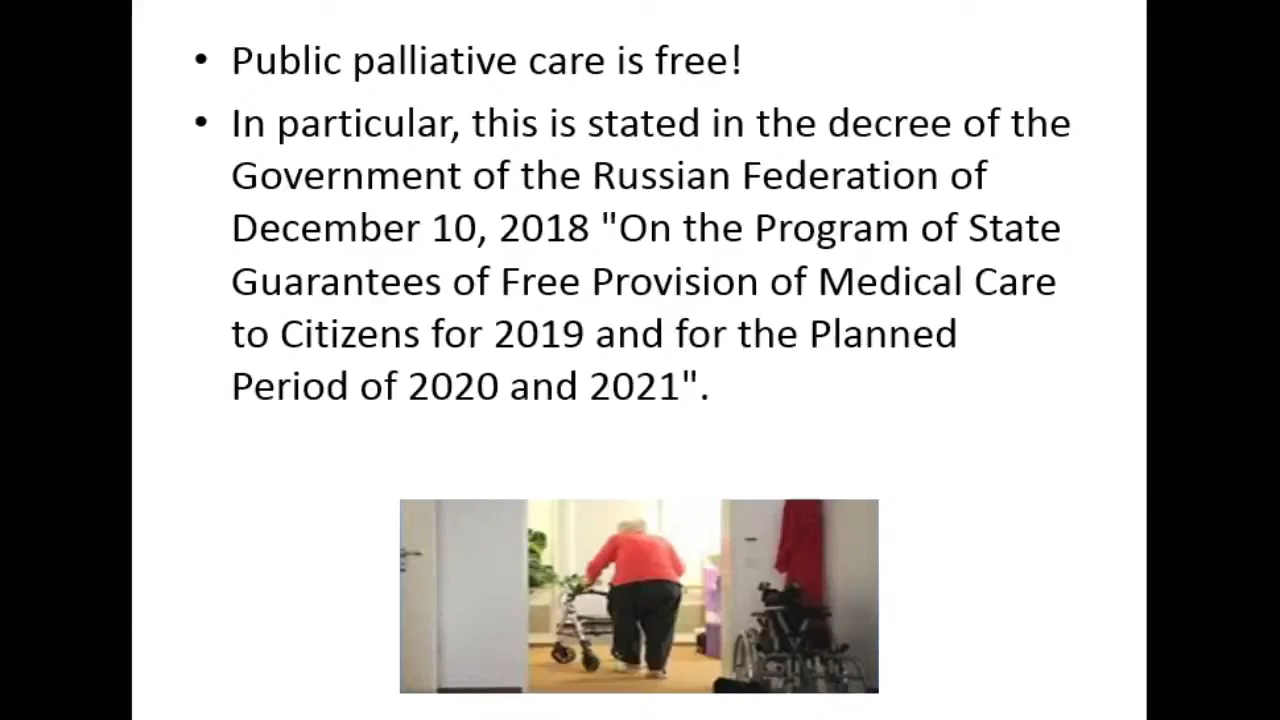 • Public palliative care is free!
• In particular, this is stated in the decree of the
Government of the Russian Federation of
December 10, 2018 "On the Program of State
Guarantees of Free Provision of Medical Care
to Citizens for 2019 and for the Planned
Period of 2020 and 2021".